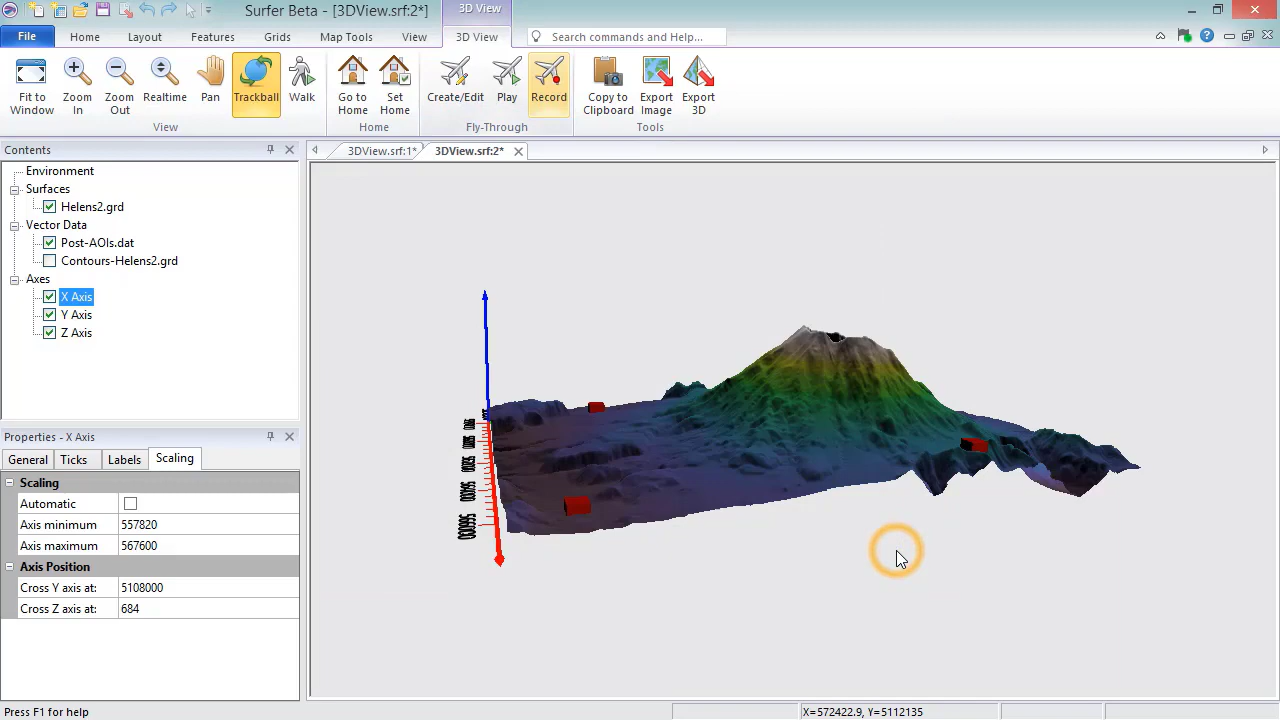 Surfer Beta - [3DView.srf:2*]
3D View
File Home Layout Features Grids Map Tools View 3D View Search commands and Help...
Fit to Window
Zoom In
Zoom Out
Realtime
Pan
Trackball
Walk
Go to Home
Set Home
Create/Edit
Play
Record
Copy to Clipboard
Export Image
Export 3D
View Home Fly-Through Tools
Contents
3DView.srf:1* 3DView.srf:2*
Environment
Surfaces
Helens2.grd
Vector Data
Post-AOIs.dat
Contours-Helens2.grd
Axes
X Axis
Y Axis
Z Axis
Properties - X Axis
General Ticks Labels Scaling
Scaling
Automatic
Axis minimum 557820
Axis maximum 567600
Axis Position
Cross Y axis at: 5108000
Cross Z axis at: 684
Press F1 for help
X=572422.9, Y=5112135